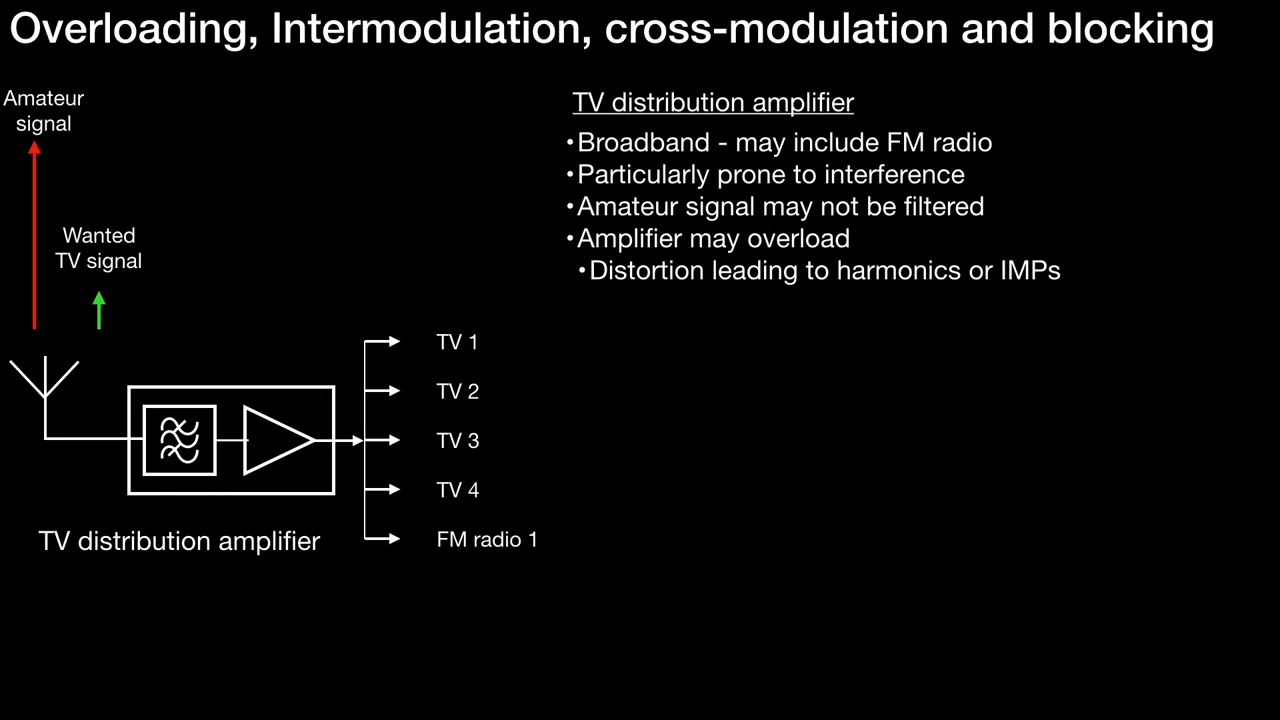 Overloading, Intermodulation, cross-modulation and blocking
Amateur
signal
Wanted
TV signal
TV distribution amplifier
•Broadband - may include FM radio
•Particularly prone to interference
•Amateur signal may not be filtered
•Amplifier may overload
•Distortion leading to harmonics or IMPs
TV 1
TV 2
TV 3
TV 4
FM radio 1
TV distribution amplifier